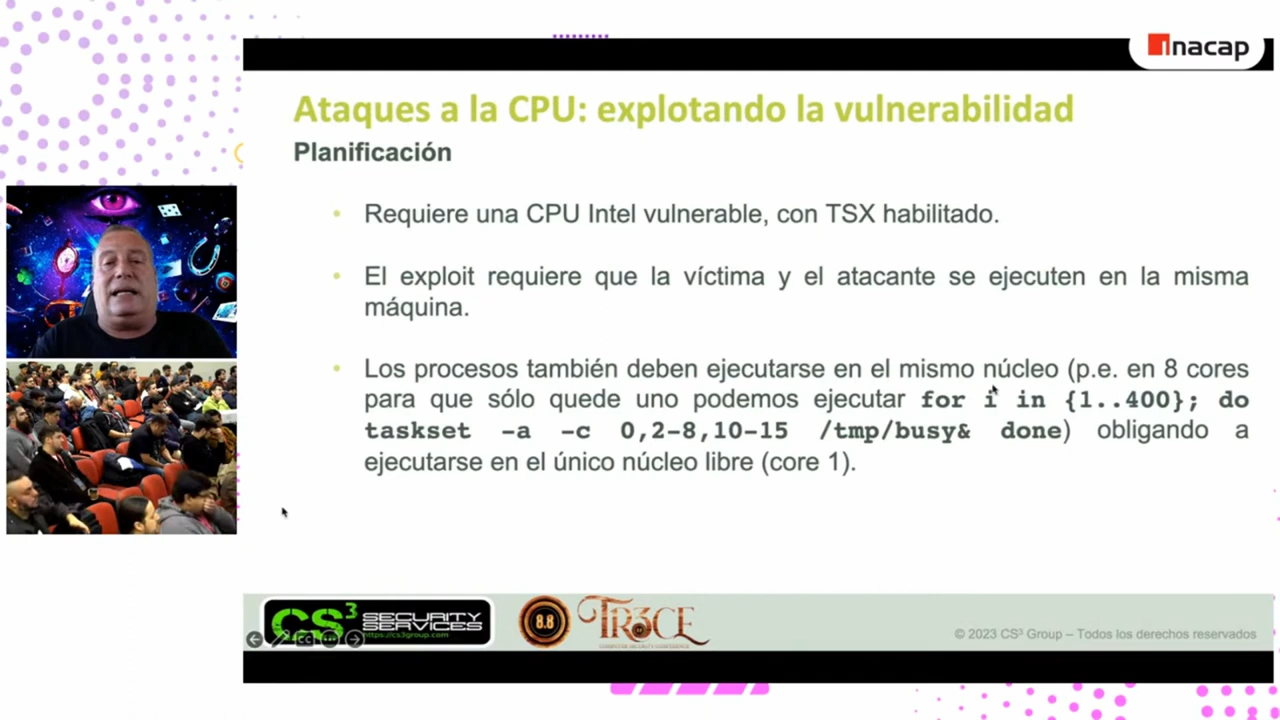 inacap
Ataques a la CPU: explotando la vulnerabilidad
Planificación
• Requiere una CPU Intel vulnerable, con TSX habilitado.
• El exploit requiere que la víctima y el atacante se ejecuten en la misma
máquina.
• Los procesos también deben ejecutarse en el mismo núcleo (p.e. en 8 cores
para que sólo quede uno podemos ejecutar for i in {1..400}; do
taskset -a -c 0,2-8,10-15 /tmp/busy& done) obligando a
ejecutarse en el único núcleo libre (core 1).
CS³ SECURITY
SERVICES
https://cs3group.com
8.8
TR3CE
© 2023 CS³ Group – Todos los derechos reservados